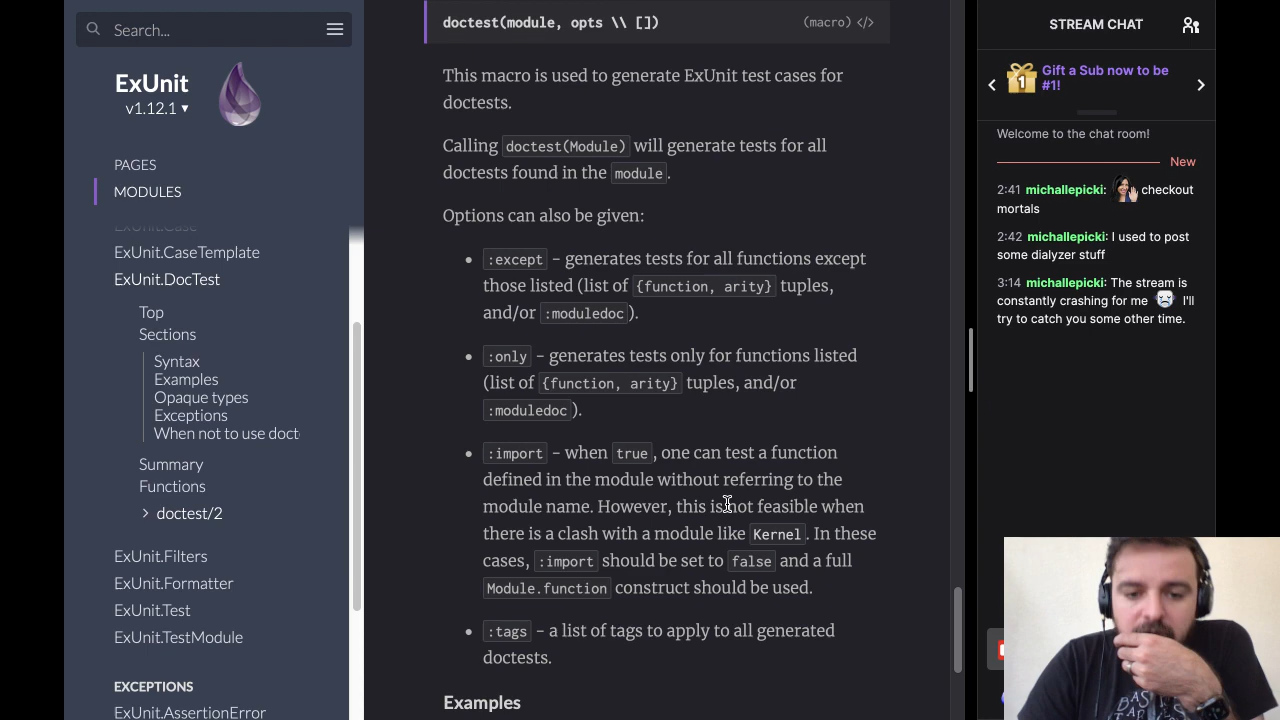 Search...
ExUnit
v1.12.1 ▾
PAGES
MODULES
ExUnit.Case
ExUnit.CaseTemplate
ExUnit.DocTest
Top
Sections
Syntax
Examples
Opaque types
Exceptions
When not to use doct
Summary
Functions
doctest/2
ExUnit.Filters
ExUnit.Formatter
ExUnit.Test
ExUnit.TestModule
EXCEPTIONS
ExUnit.AssertionError
doctest(module, opts \\ [])
(macro) </>
This macro is used to generate ExUnit test cases for
doctests.
Calling doctest(Module) will generate tests for all
doctests found in the module.
Options can also be given:
• :except - generates tests for all functions except
those listed (list of {function, arity} tuples,
and/or :moduledoc).
• :only - generates tests only for functions listed
(list of {function, arity} tuples, and/or
:moduledoc).
• :import - when true, one can test a function
defined in the module without referring to the
module name. However, this is not feasible when
there is a clash with a module like Kernel. In these
cases, :import should be set to false and a full
Module.function construct should be used.
• :tags - a list of tags to apply to all generated
doctests.
Examples
STREAM CHAT
1
Gift a Sub now to be
#1!
Welcome to the chat room!
New
2:41 michallepicki: checkout
mortals
2:42 michallepicki: I used to post
some dialyzer stuff
3:14 michallepicki: The stream is
constantly crashing for me I'll
try to catch you some other time.